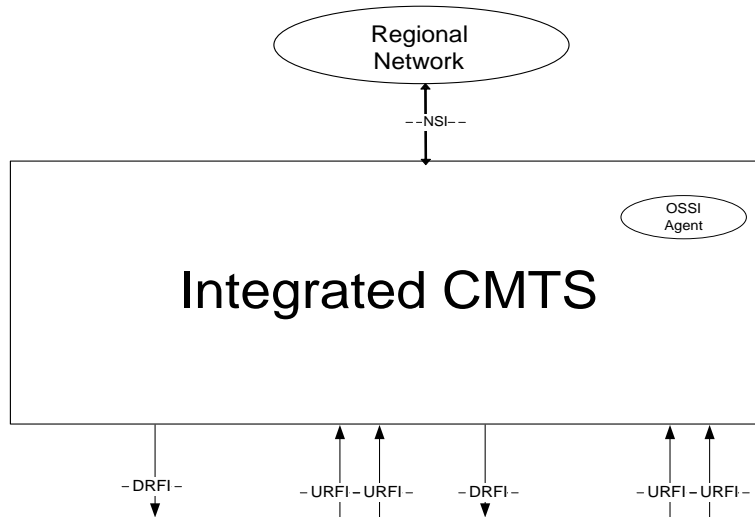 Regional
Network
NSI
OSSI
Agent
Integrated CMTS
DRFI URFI URFI DRFI URFI URFI